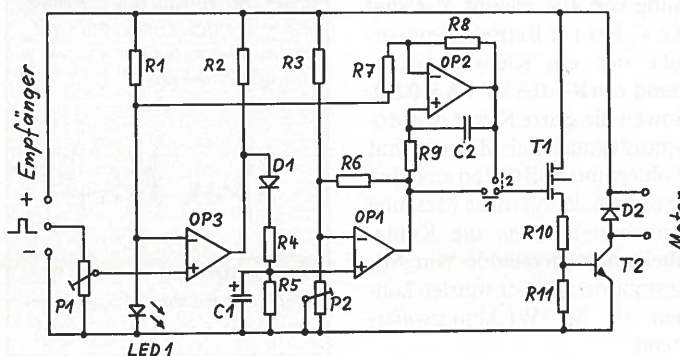 + Empfänger
R1
R2
R3
R8
OP2
R7
C2
R9
T1
D1
R6
1
2
OP3
R4
OP1
R10
D2
Motor
P1
+
C1
R5
P2
R11
T2
LED1